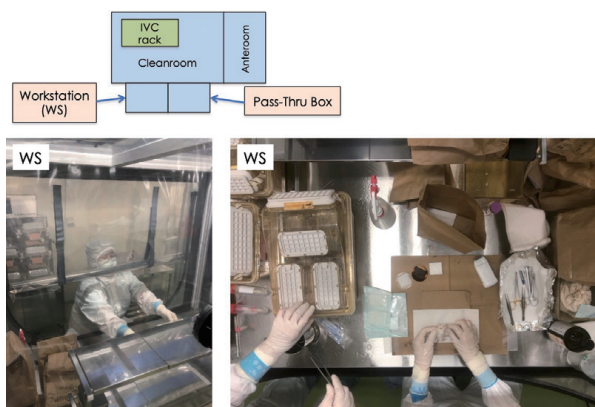 IVC
rack
Cleanroom
Anteroom
Workstation
(WS)
Pass-Thru Box
WS
WS